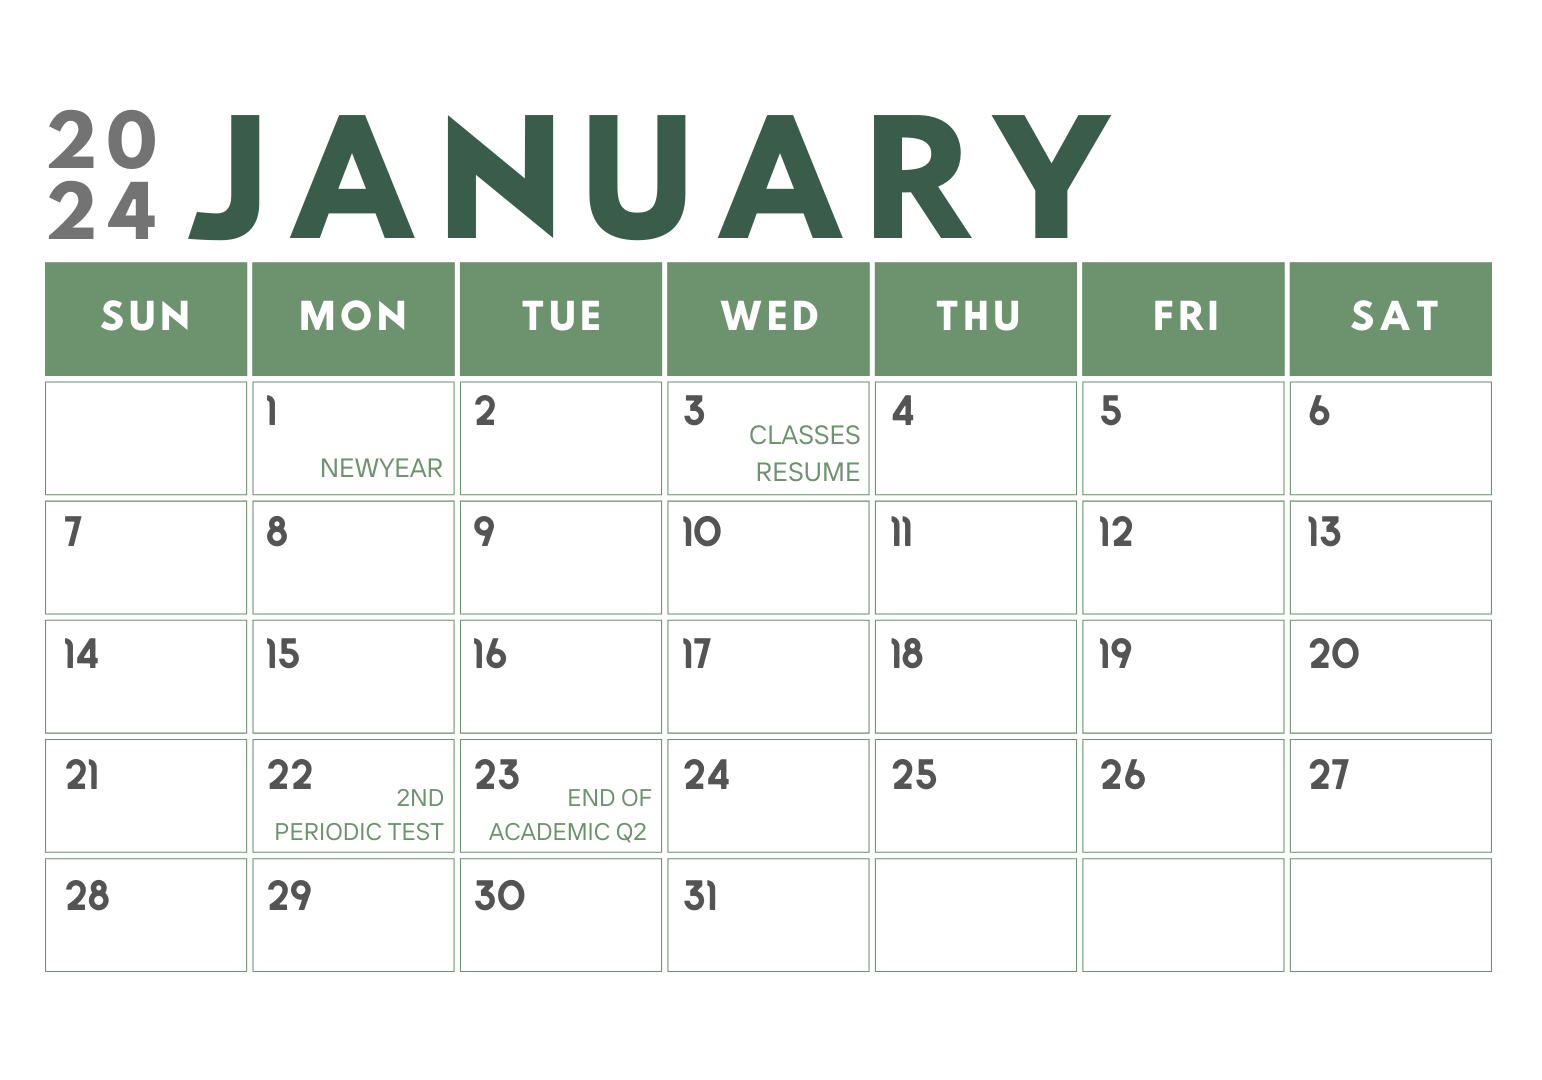 20
24
JANUARY
SUN MON TUE WED THU FRI SAT
1 2 3 4 5 6
CLASSES
NEWYEAR RESUME
7 8 9 10 11 12 13
14 15 16 17 18 19 20
21 22 23 24 25 26 27
2ND END OF
PERIODIC TEST ACADEMIC Q2
28 29 30 31